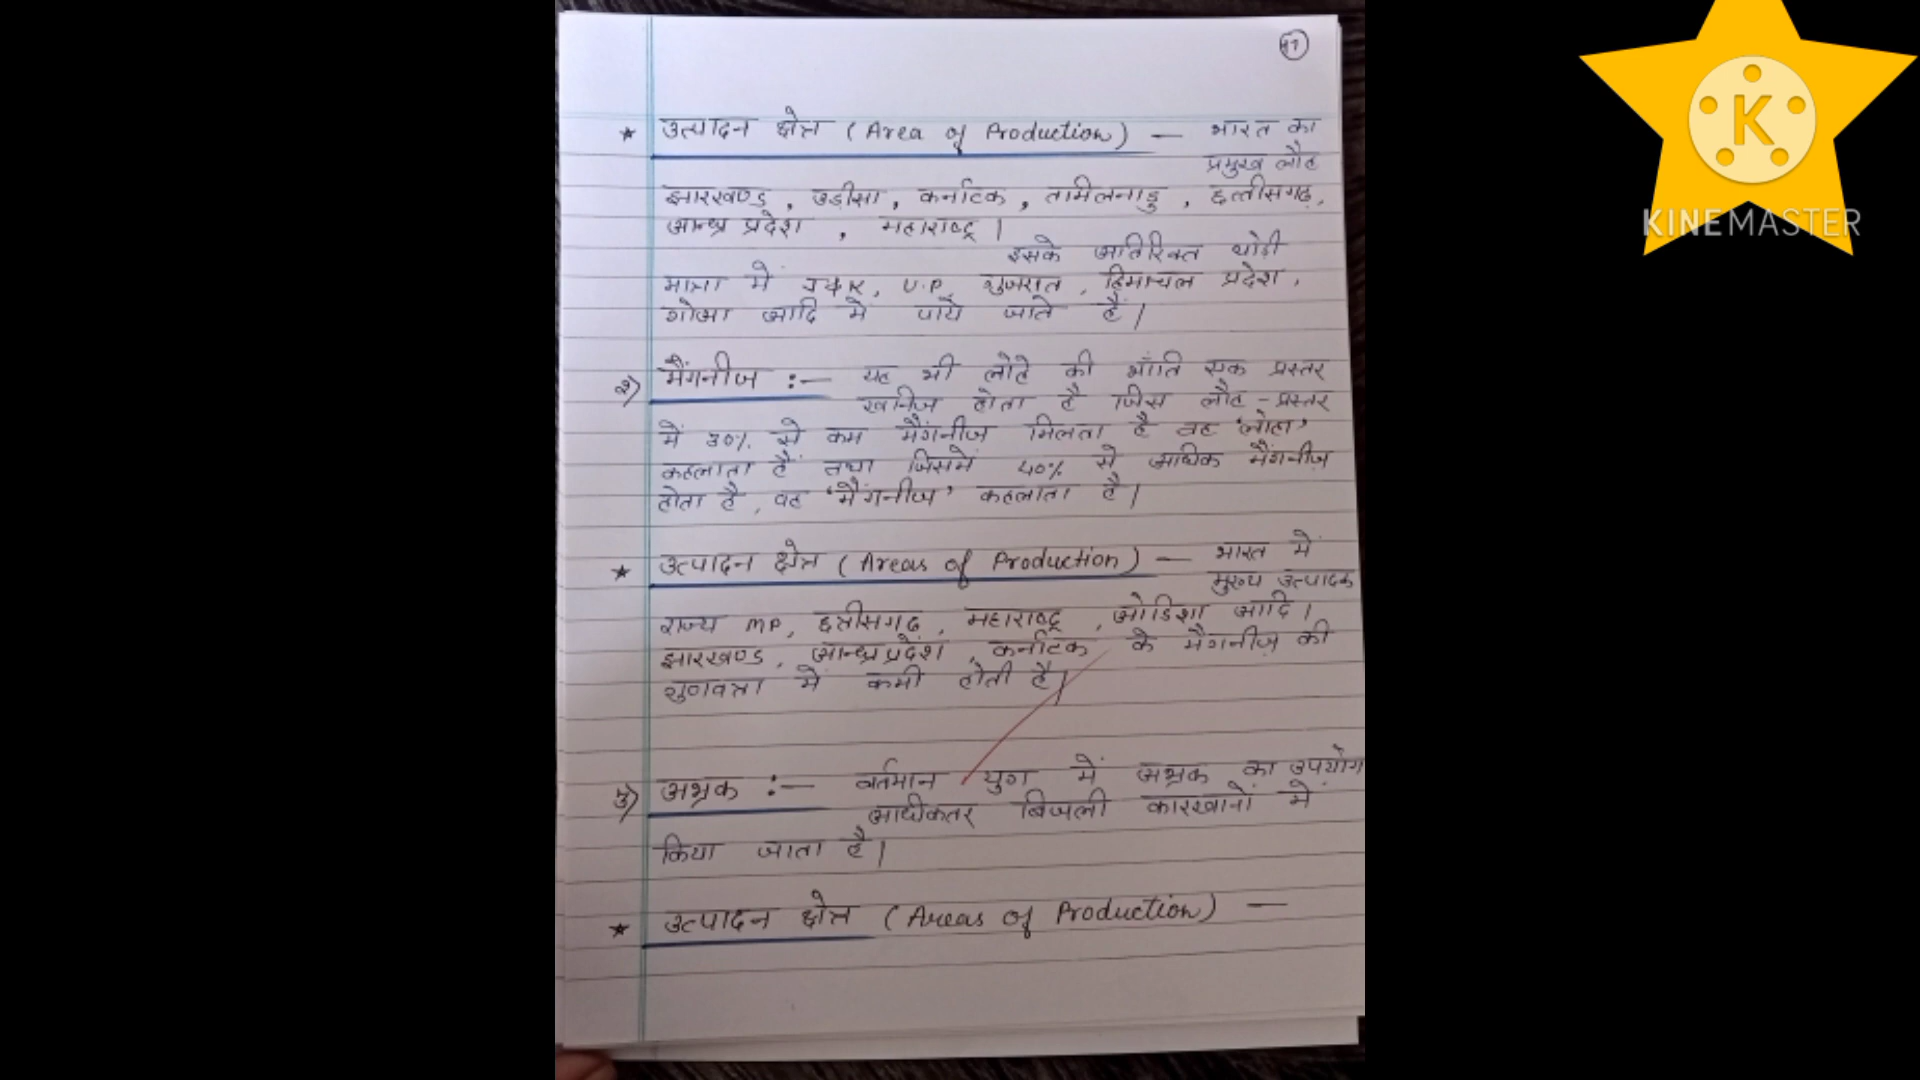 उत्पादन क्षेत्र (Area of Production) — भारत का
प्रमुख लौह
झारखण्ड, उड़ीसा, कर्नाटक, तामिलनाडु, छत्तीसगढ़,
आन्ध्र प्रदेश, महाराष्ट्र।
इसके अतिरिक्त थोड़ी
मात्रा में J&K, U.P, गुजरात, हिमाचल प्रदेश,
गोआ आदि में पाये जाते हैं।
2) मैंगनीज :— यह भी लोहे की भाँति एक प्रस्तर
खनिज होता है जिस लौह-प्रस्तर
में 30% से कम मैंगनीज मिलता है वह 'लोहा'
कहलाता हैं तथा जिसमें 40% से अधिक मैंगनीज़
होता है, वह 'मैंगनीज' कहलाता है।
उत्पादन क्षेत्र (Areas of Production) — भारत में
मुख्य उत्पादक
राज्य MP, छत्तीसगढ़, महाराष्ट्र, ओडिशा आदि।
झारखण्ड, आन्ध्र प्रदेश, कर्नाटक के मैंगनीज़ की
गुणवत्ता में कमी होती है।
3) अभ्रक :— वर्तमान युग में अभ्रक का उपयोग
अधीकतर बिजली कारखानों में
किया जाता है।
उत्पादन क्षेत्र (Areas of Production) —
K
KINEMASTER